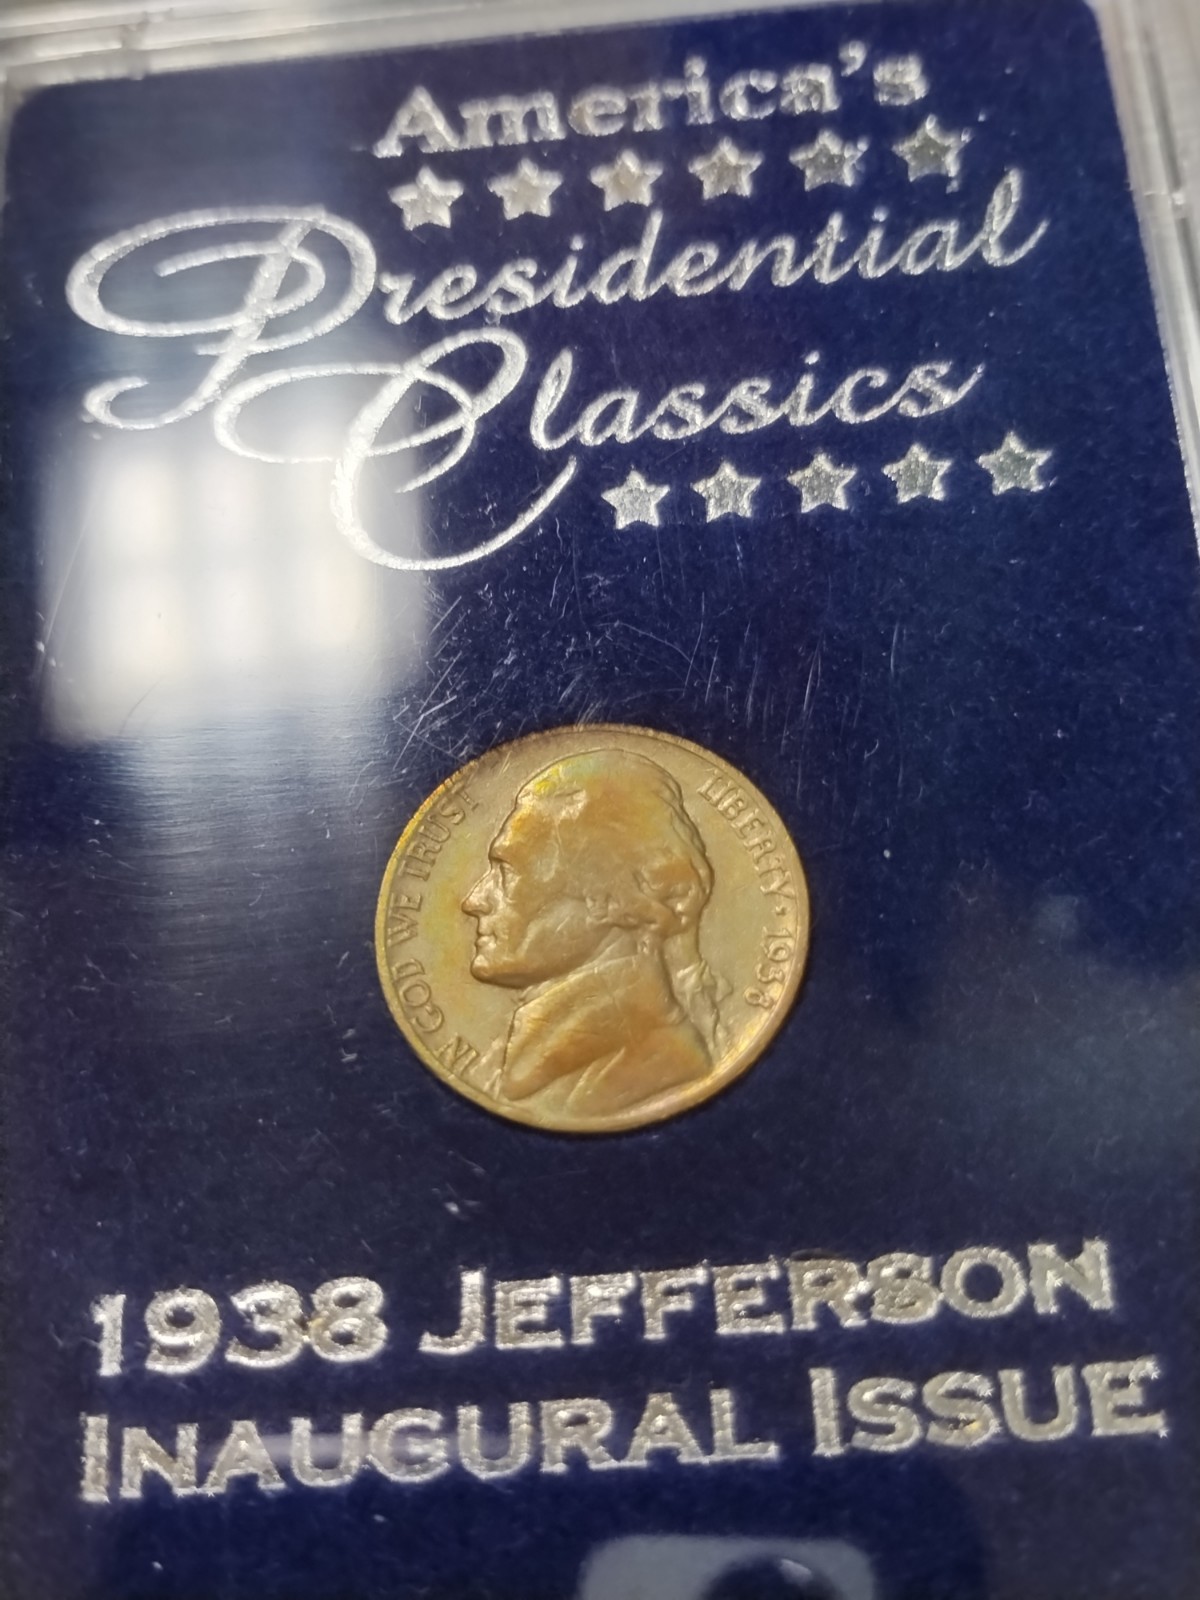 America's
Presidential
Classics
IN GOD WE TRUST
LIBERTY · 1938
1938 JEFFERSON
INAUGURAL ISSUE